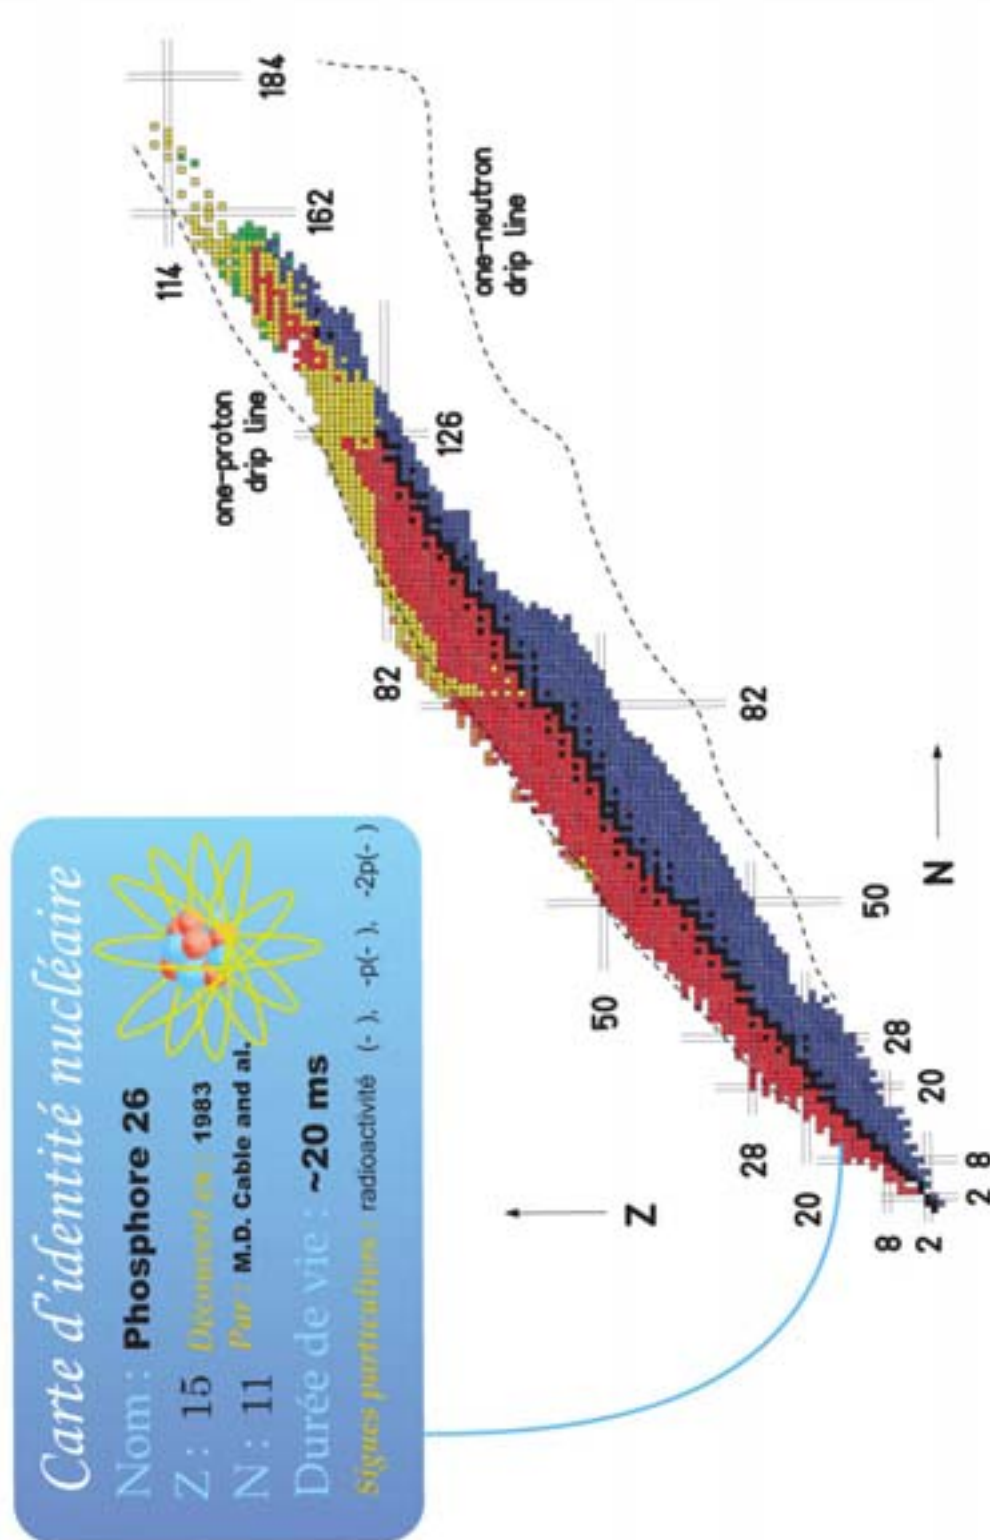 Carte d'identité nucléaire
Nom : Phosphore 26
Z : 15 Découvert en : 1983
N : 11 Par : M.D. Cable and al.
Durée de vie : ~20 ms
Signes particuliers : radioactivité (- ), -p(- ), -2p(- )
114
184
162
one-proton
drip line
126
one-neutron
drip line
82
82
50
50
N
28
28
20
20
Z
8
8
2
2